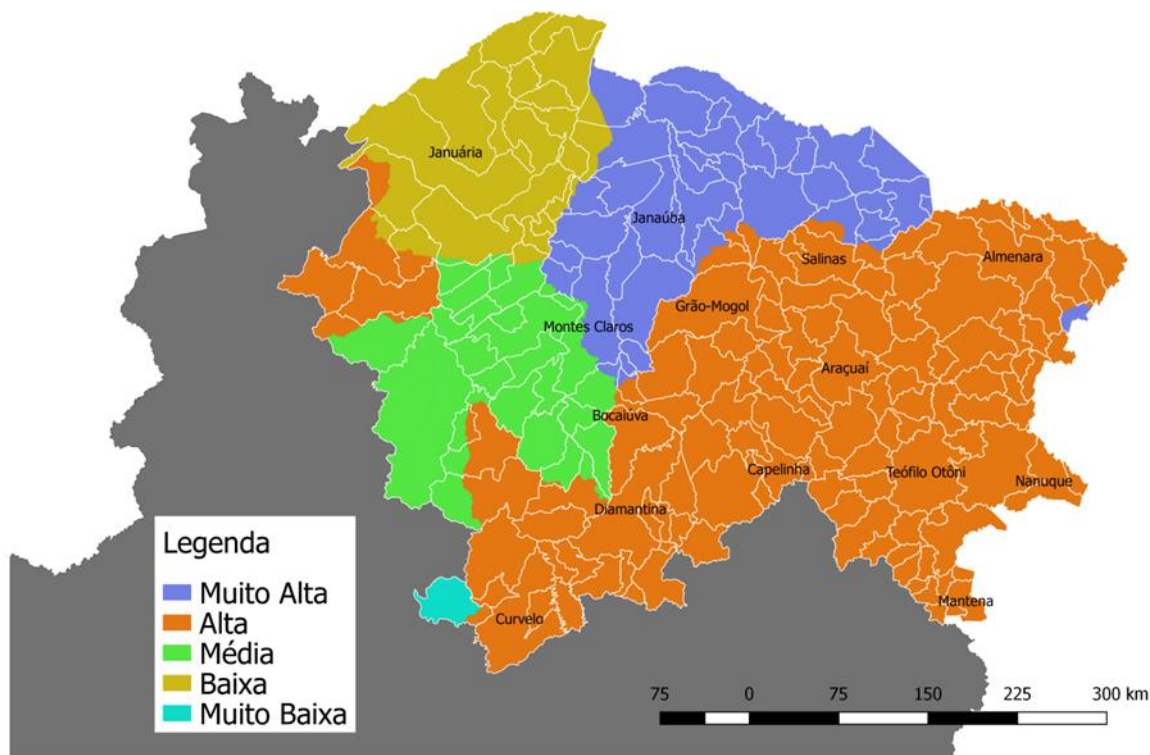 Januária
Janaúba
Salinas
Almenara
Grão-Mogol
Montes Claros
Araçuaí
Bocaiúva
Capelinha
Teófilo Otôni
Nanuque
Diamantina
Mantena
Curvelo
Legenda
Muito Alta
Alta
Média
Baixa
Muito Baixa
75 0 75 150 225 300 km